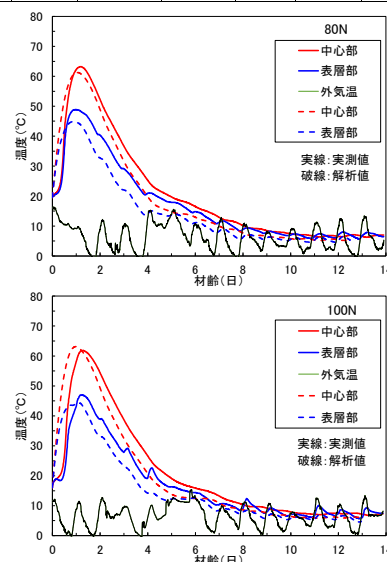 80N
中心部
表層部
外気温
中心部
表層部
実線:実測値
破線:解析値
温度(℃)
80
70
60
50
40
30
20
10
0
0 2 4 6 8 10 12 14
材齢(日)
100N
中心部
表層部
外気温
中心部
表層部
実線:実測値
破線:解析値
温度(℃)
80
70
60
50
40
30
20
10
0
0 2 4 6 8 10 12 14
材齢(日)